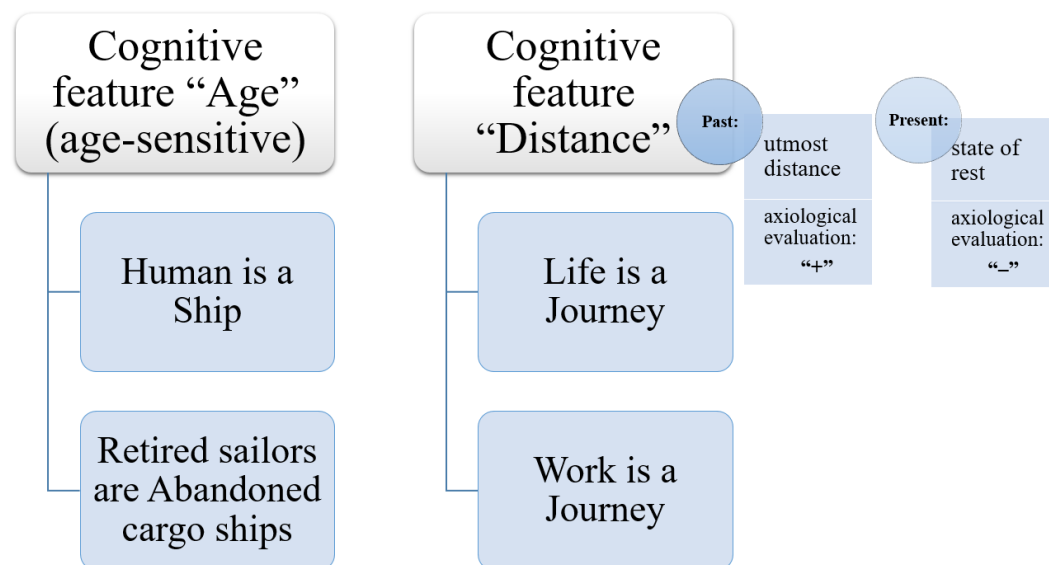 Cognitive
feature “Age”
(age-sensitive)
Human is a
Ship
Retired sailors
are Abandoned
cargo ships
Cognitive
feature
“Distance”
Life is a
Journey
Work is a
Journey
Past:
utmost
distance
axiological
evaluation:
“+”
Present:
state of
rest
axiological
evaluation:
“–”